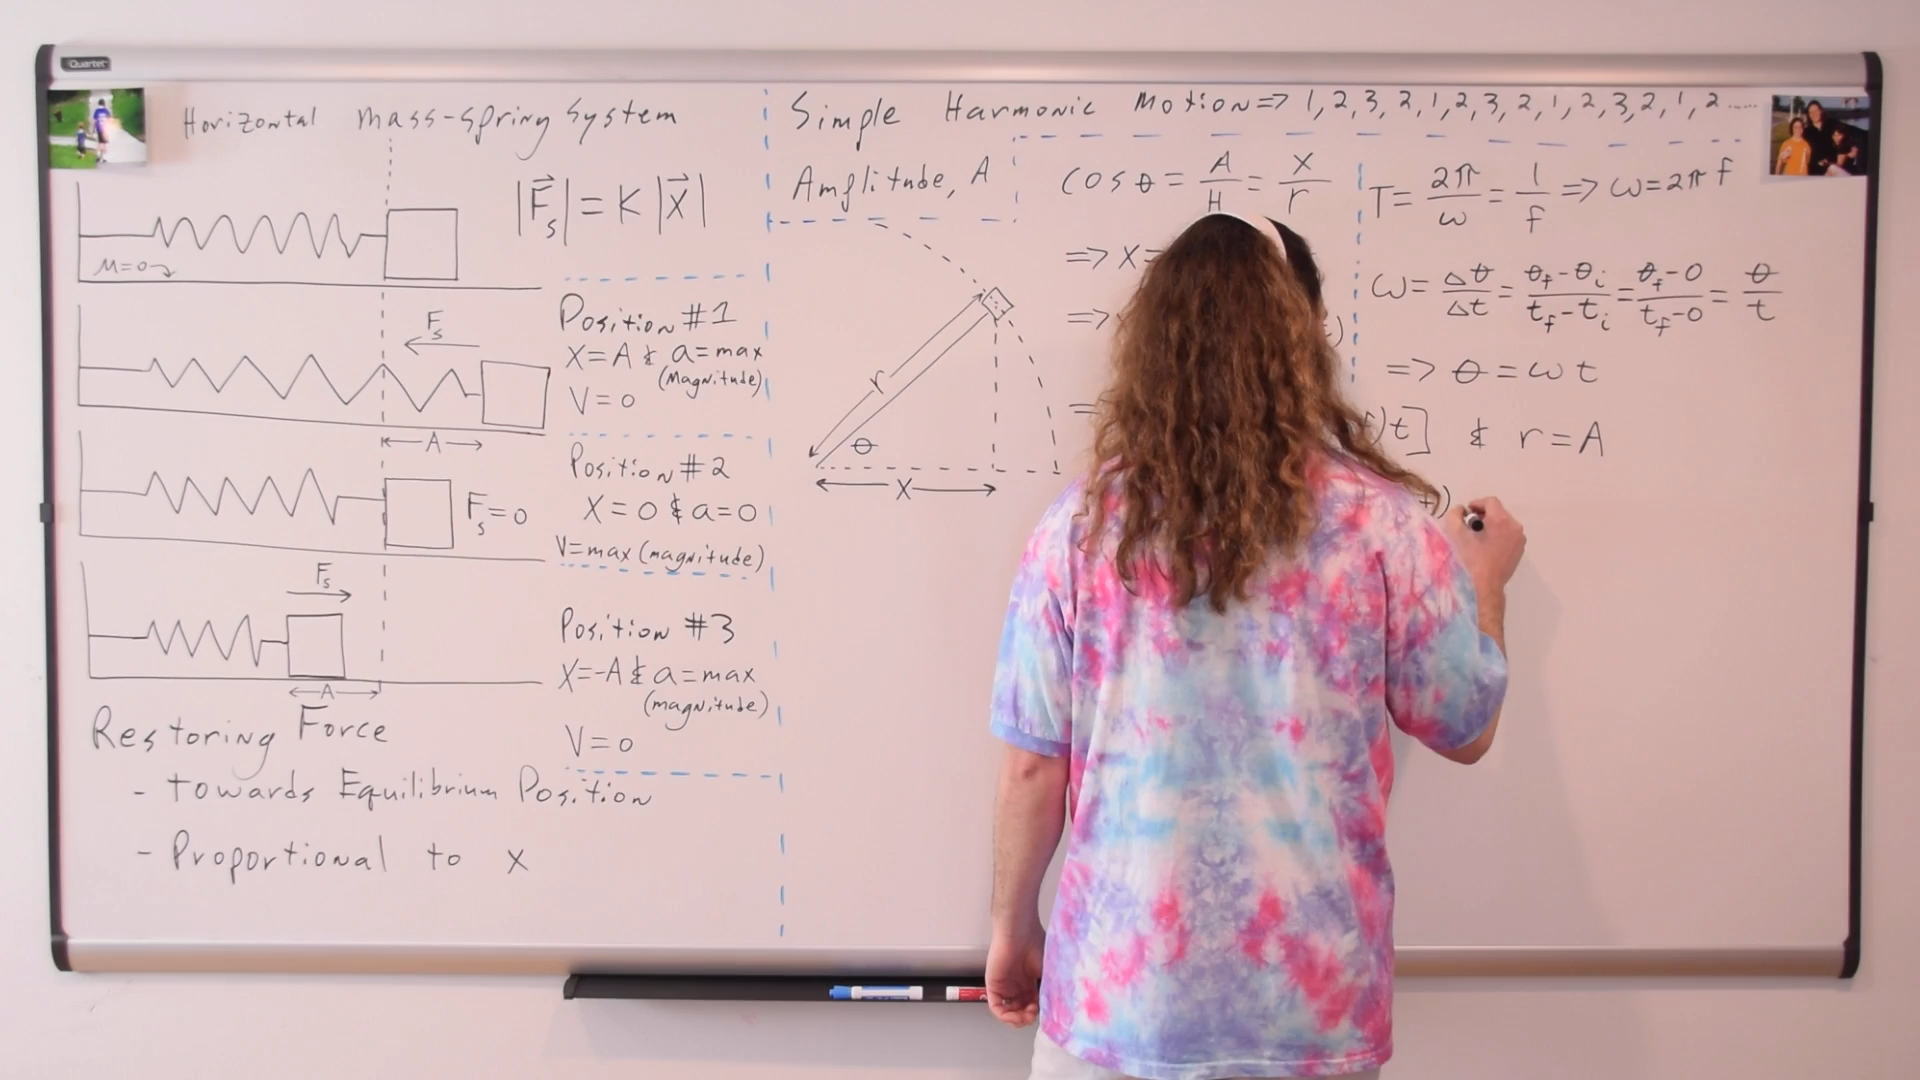 Quartet
Horizontal mass-spring system
|F⃗s| = K |x⃗|
μ=0
Position #1
x=A & a=max
(magnitude)
v=0
Fs
A
Position #2
x=0 & a=0
v=max (magnitude)
Fs=0
Fs
A
Position #3
x=-A & a=max
(magnitude)
v=0
Restoring Force
- towards Equilibrium Position
- Proportional to x
Simple Harmonic Motion => 1, 2, 3, 2, 1, 2, 3, 2, 1, 2, 3, 2, 1, 2 .....
Amplitude, A
r
θ
x
cos θ = A/H = x/r
=> x=
=>
)
=>
)t] & r=A
t)
T = 2π/ω = 1/f => ω=2πf
ω = Δθ/Δt = (θf-θi)/(tf-ti) = (θf-0)/(tf-0) = θ/t
=> θ = ωt